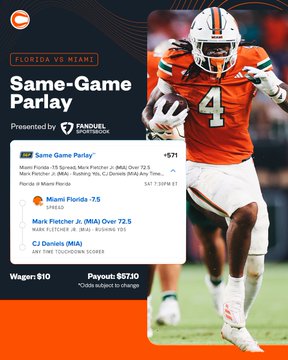 FLORIDA VS MIAMI
Same-Game
Parlay
Presented by FANDUEL
SPORTSBOOK
SGP Same Game Parlay™ +571
Miami Florida -7.5 Spread, Mark Fletcher Jr. (MIA) Over 72.5
Mark Fletcher Jr. (MIA) - Rushing Yds, CJ Daniels (MIA) Any Time...
Florida @ Miami Florida SAT 7:30PM ET
Miami Florida -7.5
SPREAD
Mark Fletcher Jr. (MIA) Over 72.5
MARK FLETCHER JR. (MIA) - RUSHING YDS
CJ Daniels (MIA)
ANY TIME TOUCHDOWN SCORER
Wager: $10 Payout: $57.10
*Odds subject to change
MIAMI
4